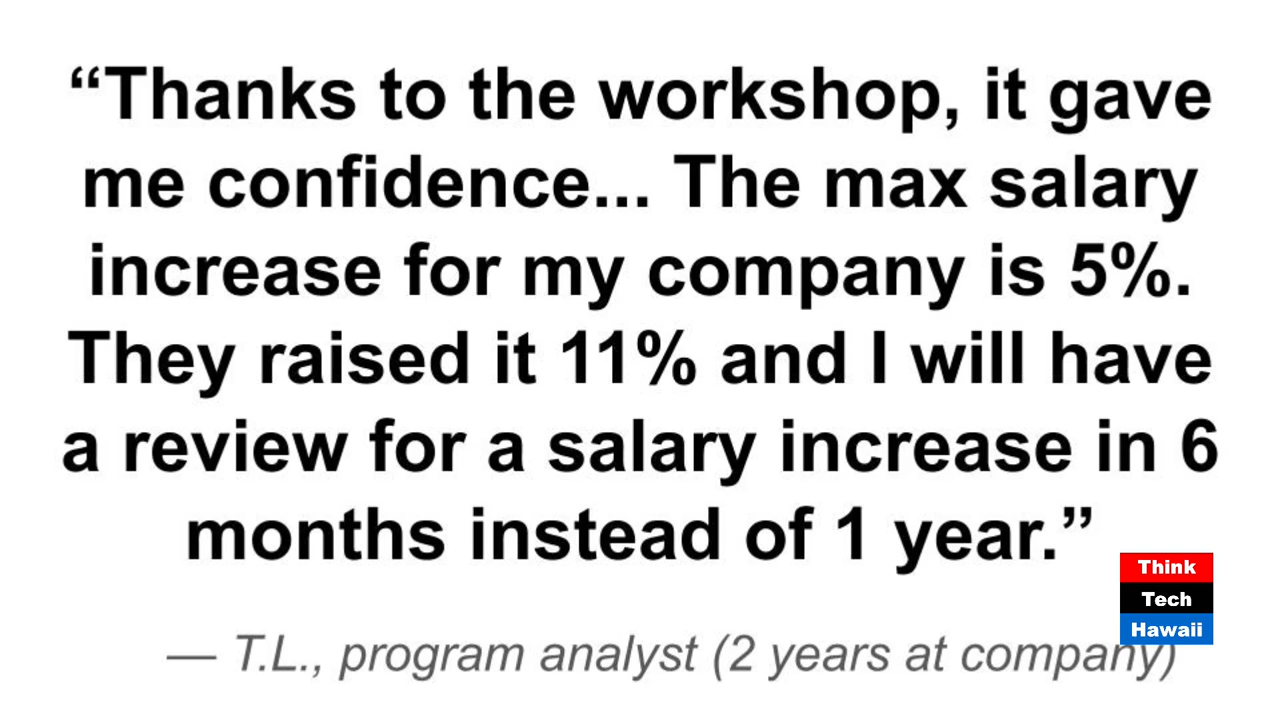 “Thanks to the workshop, it gave
me confidence... The max salary
increase for my company is 5%.
They raised it 11% and I will have
a review for a salary increase in 6
months instead of 1 year.”
— T.L., program analyst (2 years at company)
Think
Tech
Hawaii